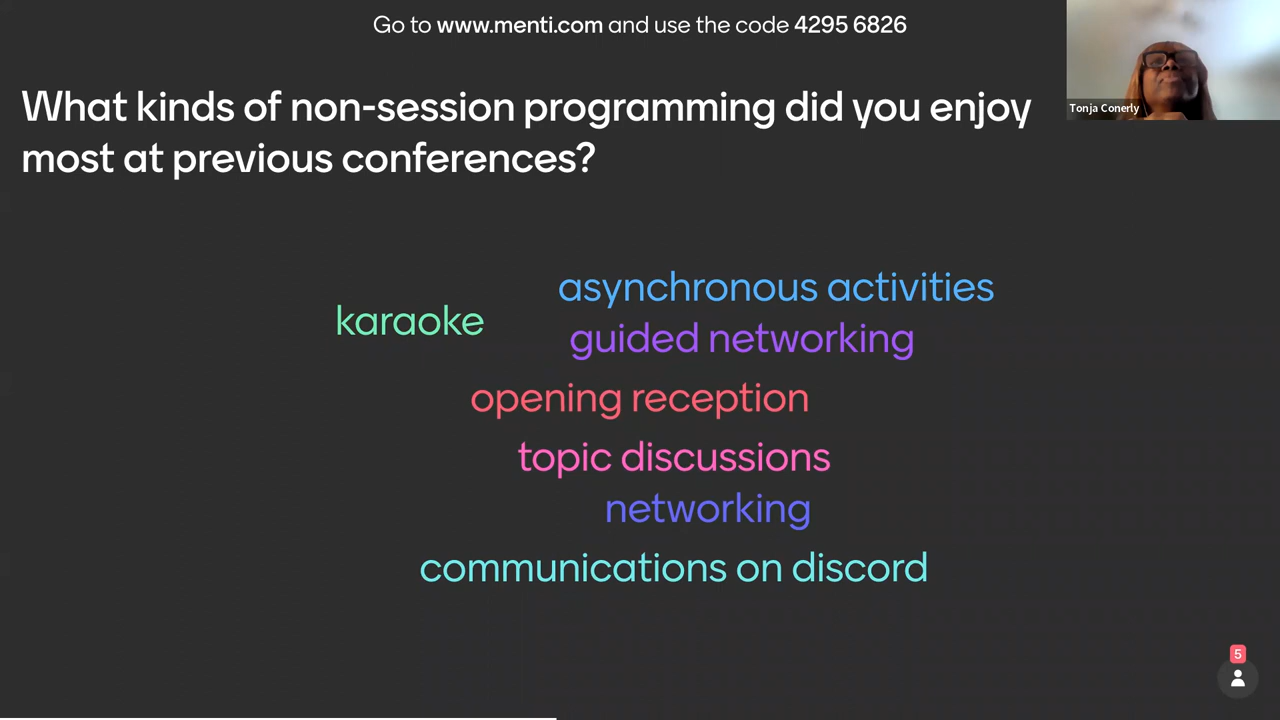 Go to www.menti.com and use the code 4295 6826
Tonja Conerly
What kinds of non-session programming did you enjoy
most at previous conferences?
asynchronous activities
karaoke
guided networking
opening reception
topic discussions
networking
communications on discord
5